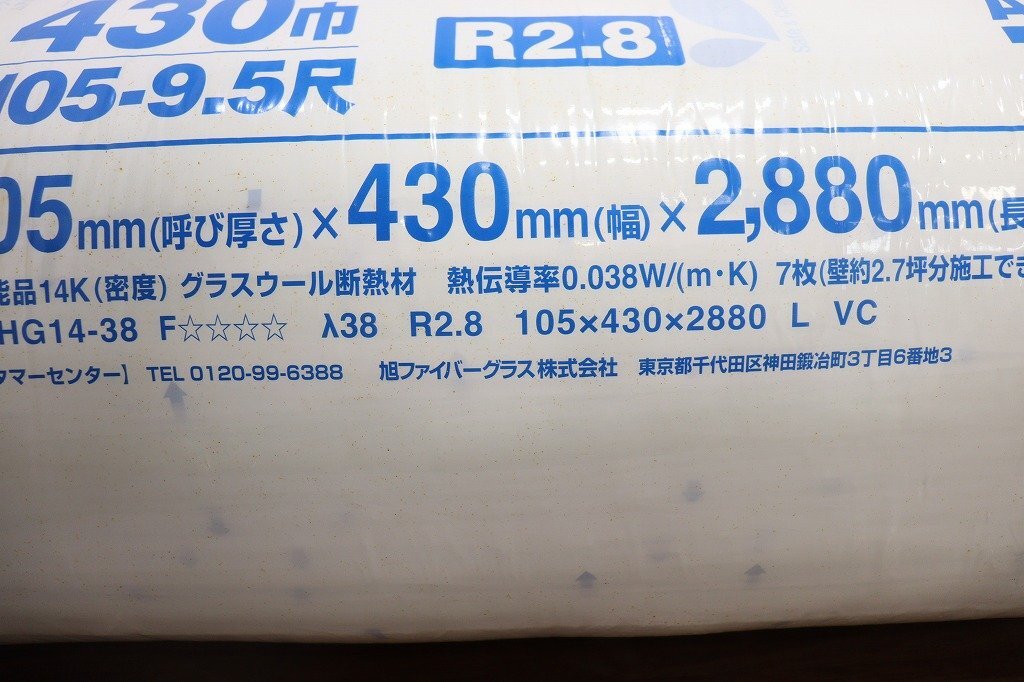 430巾
R2.8
105-9.5尺
05mm(呼び厚さ)×430mm(幅)×2,880mm(長
能品14K(密度) グラスウール断熱材 熱伝導率0.038W/(m・K) 7枚(壁約2.7坪分施工でき
HG14-38 F☆☆☆☆ λ38 R2.8 105×430×2880 L VC
タマーセンター】 TEL 0120-99-6388 旭ファイバーグラス株式会社 東京都千代田区神田鍛冶町3丁目6番地3